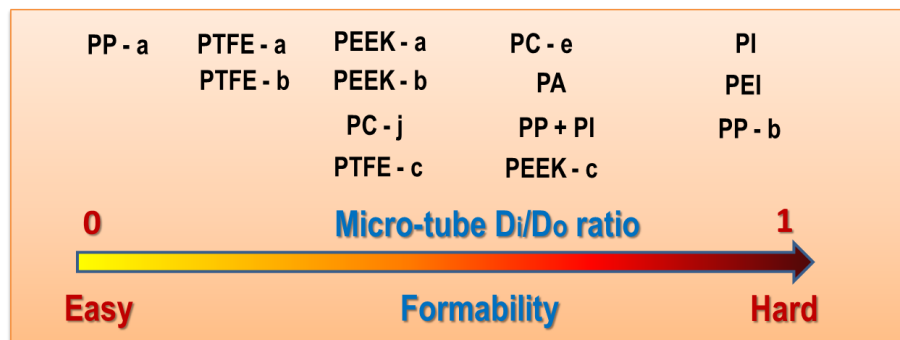 PP - a PTFE - a PEEK - a PC - e PI
PTFE - b PEEK - b PA PEI
PC - j PP + PI PP - b
PTFE - c PEEK - c
0 Micro-tube Di/Do ratio 1
Easy Formability Hard